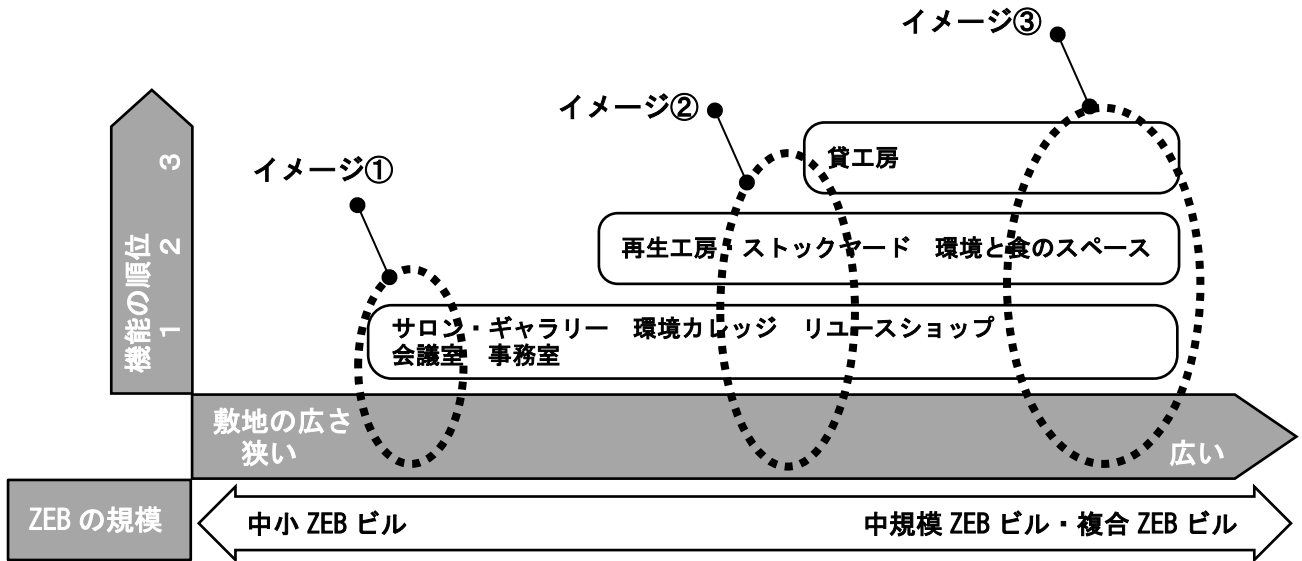 イメージ③
イメージ②
イメージ①
機能の順位
3
2
1
貸工房
再生工房・ストックヤード　環境と食のスペース
サロン・ギャラリー　環境カレッジ　リユースショップ
会議室　事務室
敷地の広さ
狭い
広い
ZEB の規模
中小 ZEB ビル
中規模 ZEB ビル・複合 ZEB ビル